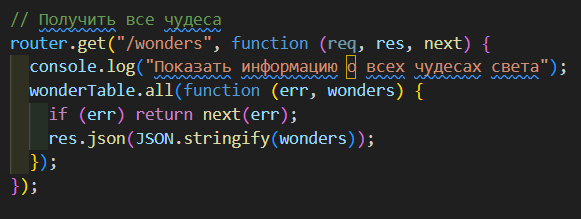 // Получить все чудеса
router.get("/wonders", function (req, res, next) {
  console.log("Показать информацию о всех чудесах света");
  wonderTable.all(function (err, wonders) {
    if (err) return next(err);
    res.json(JSON.stringify(wonders));
  });
});